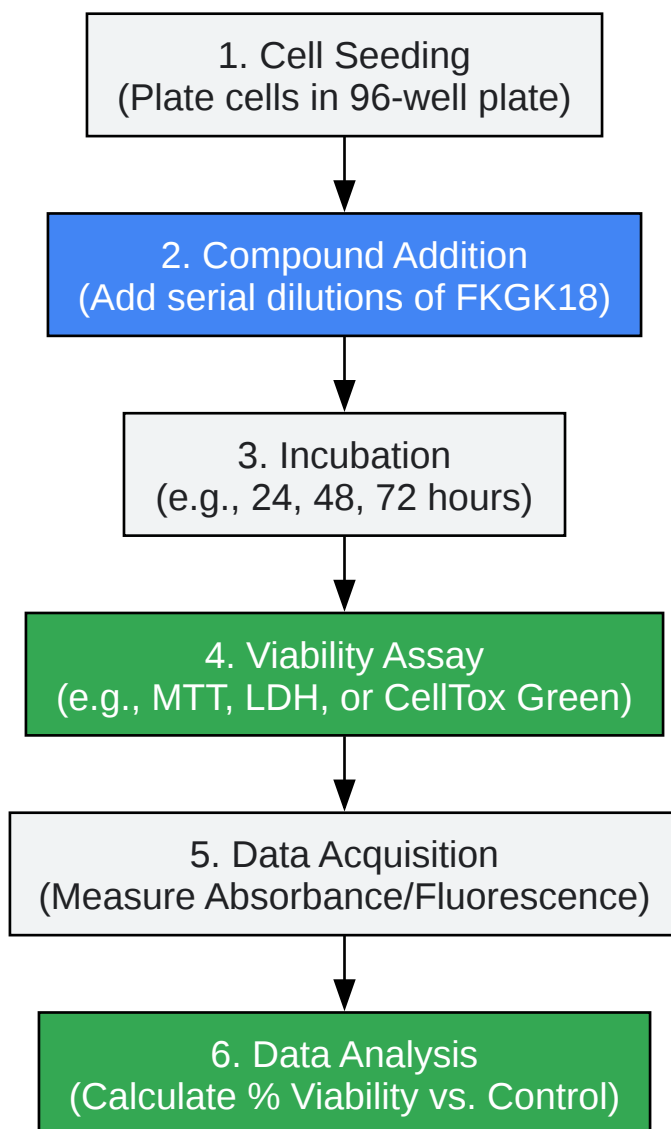 1. Cell Seeding
(Plate cells in 96-well plate)
2. Compound Addition
(Add serial dilutions of FKGK18)
3. Incubation
(e.g., 24, 48, 72 hours)
4. Viability Assay
(e.g., MTT, LDH, or CellTox Green)
5. Data Acquisition
(Measure Absorbance/Fluorescence)
6. Data Analysis
(Calculate % Viability vs. Control)